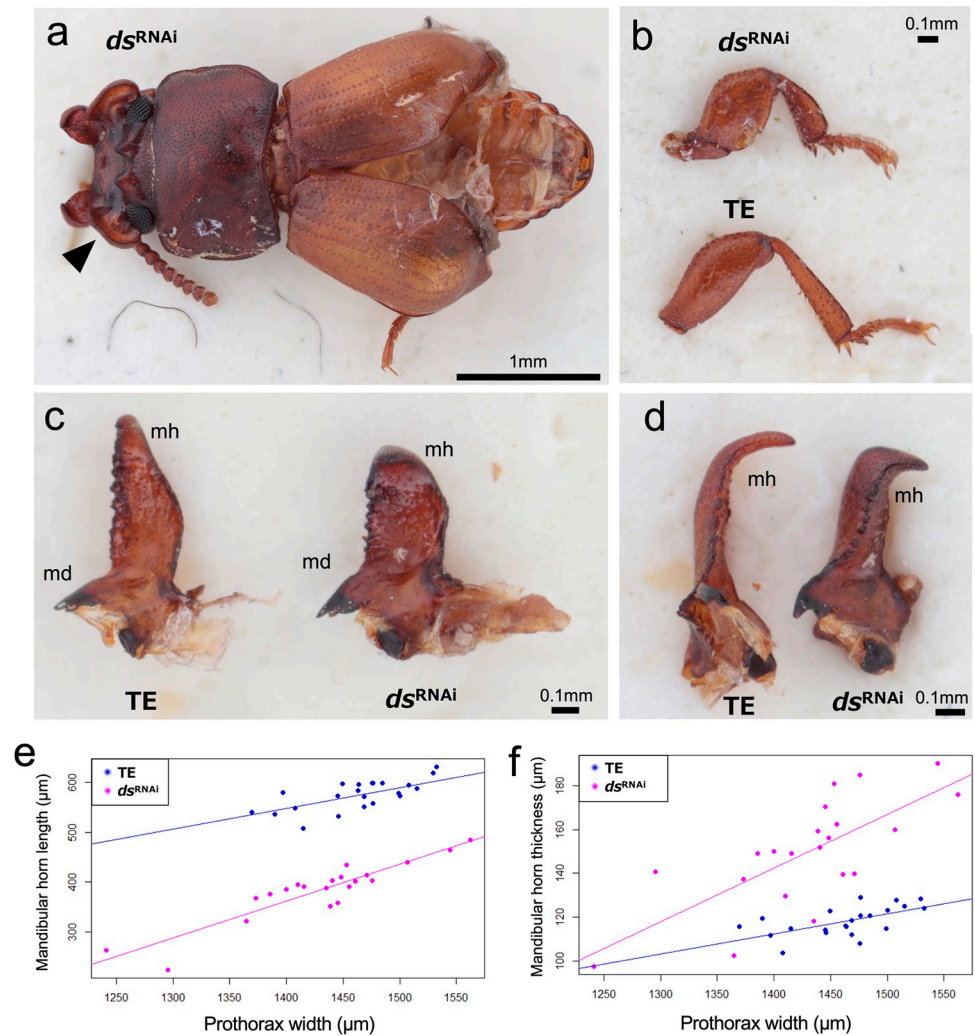 a
dsRNAi
1mm
b
0.1mm
dsRNAi
TE
c
mh
mh
md
md
TE
dsRNAi
0.1mm
d
mh
mh
TE
dsRNAi
0.1mm
e
TE
dsRNAi
Mandibular horn length (µm)
600
500
400
300
1250 1300 1350 1400 1450 1500 1550
Prothorax width (µm)
f
TE
dsRNAi
Mandibular horn thickness (µm)
180
160
140
120
100
1250 1300 1350 1400 1450 1500 1550
Prothorax width (µm)